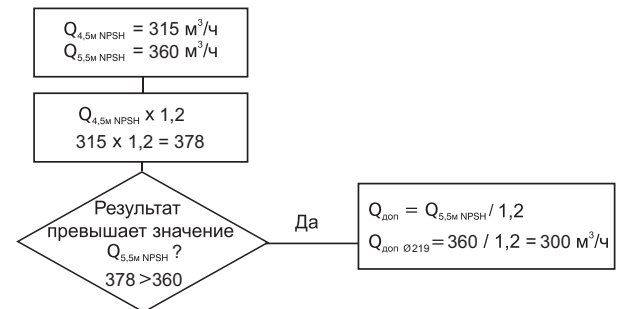 Q4,5м NPSH = 315 м³/ч
Q5,5м NPSH = 360 м³/ч
Q4,5м NPSH x 1,2
315 x 1,2 = 378
Результат
превышает значение
Q5,5м NPSH ?
378 >360
Да
Qдоп = Q5,5м NPSH / 1,2
Qдоп Ø219 = 360 / 1,2 = 300 м³/ч